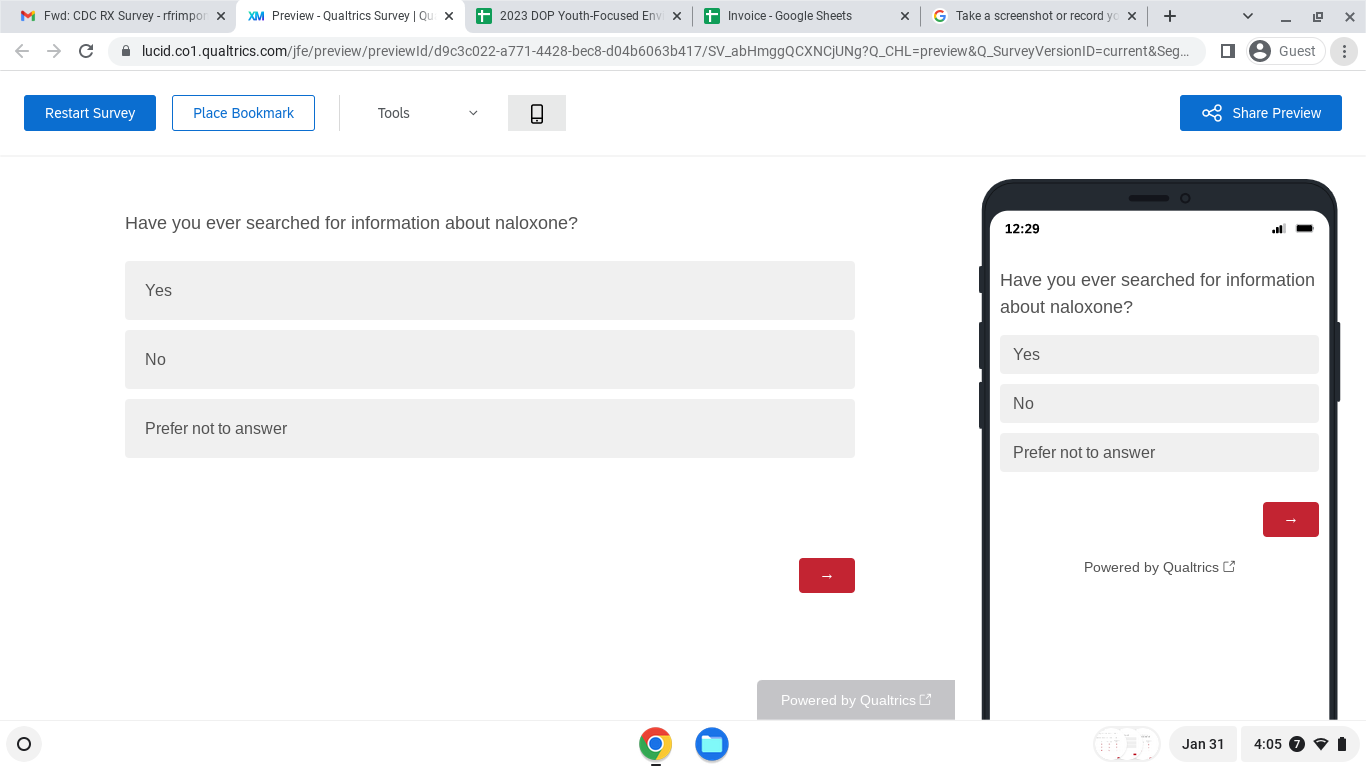 Fwd: CDC RX Survey - rfrimpor
Preview - Qualtrics Survey | Qu
2023 DOP Youth-Focused Envi
Invoice - Google Sheets
Take a screenshot or record yo
lucid.co1.qualtrics.com/jfe/preview/previewId/d9c3c022-a771-4428-bec8-d04b6063b417/SV_abHmggQCXNCjUNg?Q_CHL=preview&Q_SurveyVersionID=current&Seg...
Guest
Restart Survey
Place Bookmark
Tools
Share Preview
Have you ever searched for information about naloxone?
Yes
No
Prefer not to answer
→
Powered by Qualtrics
12:29
Have you ever searched for information
about naloxone?
Yes
No
Prefer not to answer
→
Powered by Qualtrics
Jan 31
4:05
7